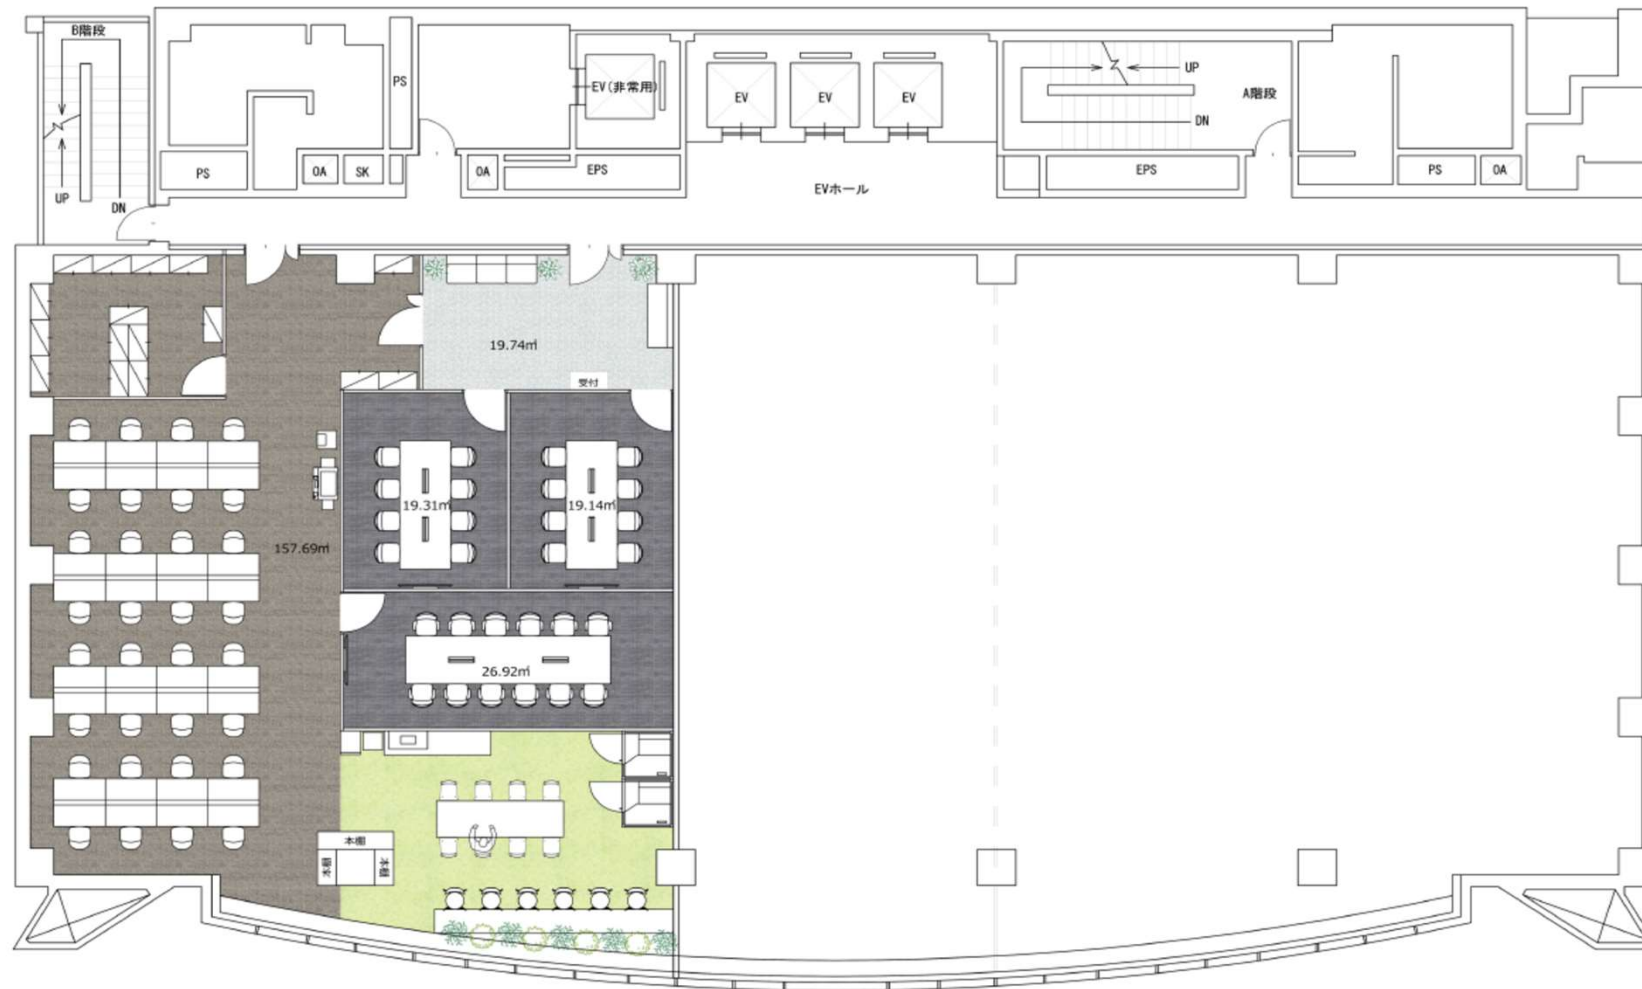 B階段
UP
DN
PS
OA
SK
PS
EV(非常用)
OA
EPS
EV
EV
EV
EVホール
UP
DN
A階段
EPS
PS
OA
19.74㎡
受付
19.31㎡
19.14㎡
157.69㎡
26.92㎡
本棚
本棚
本棚